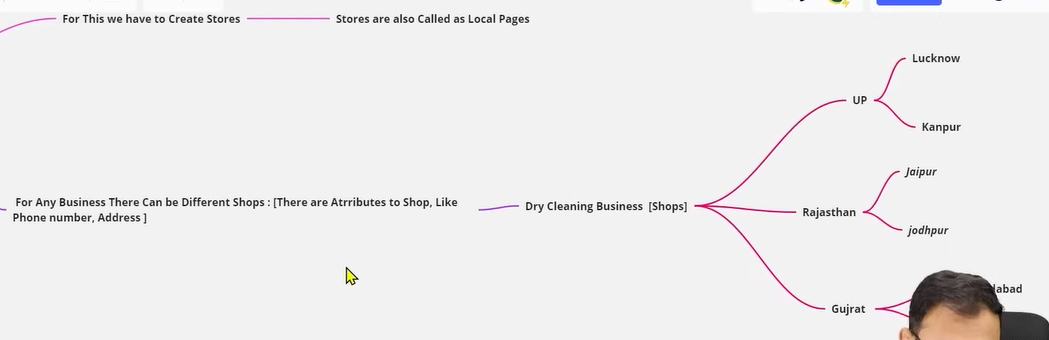 For This we have to Create Stores
Stores are also Called as Local Pages
Lucknow
UP
Kanpur
Jaipur
For Any Business There Can be Different Shops : [There are Atrributes to Shop, Like
Phone number, Address ]
Dry Cleaning Business [Shops]
Rajasthan
jodhpur
Gujrat